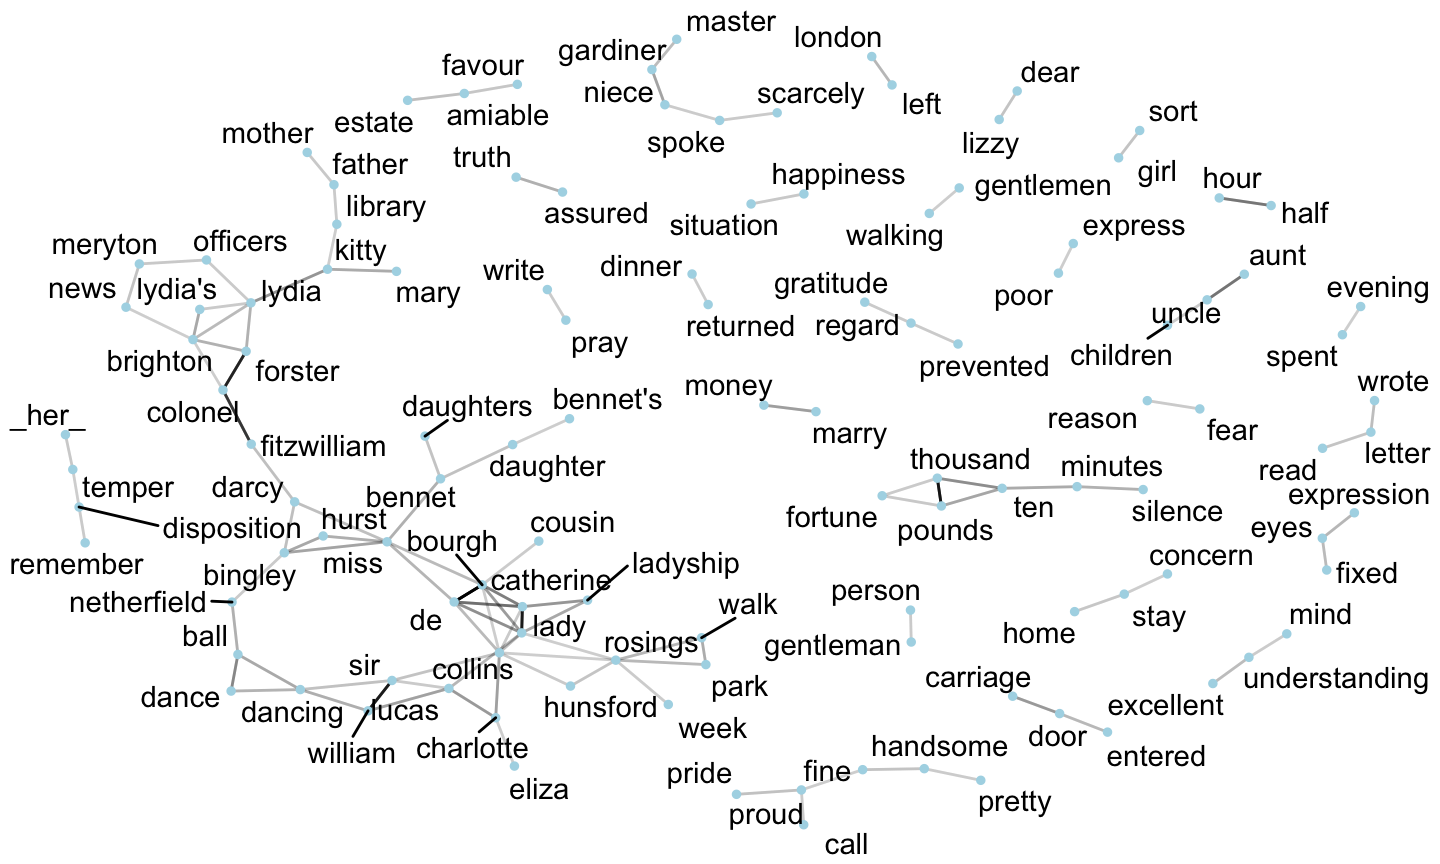 master
london
gardiner
favour
dear
niece
scarcely
left
sort
estate
amiable
mother
spoke
lizzy
truth
father
happiness
girl
gentlemen
hour
library
assured
situation
half
express
walking
meryton
officers
kitty
aunt
write
dinner
gratitude
poor
news
lydia's
lydia
mary
evening
uncle
returned
regard
pray
children
spent
brighton
forster
prevented
money
wrote
daughters
bennet's
_her_
colonel
reason
marry
fear
fitzwilliam
letter
daughter
thousand
minutes
read
temper
darcy
bennet
expression
fortune
ten
silence
disposition
hurst
cousin
pounds
eyes
bourgh
remember
miss
ladyship
concern
bingley
catherine
fixed
netherfield
person
walk
mind
de
lady
stay
ball
rosings
gentleman
home
sir
collins
carriage
understanding
dance
park
dancing
lucas
hunsford
excellent
week
door
william
charlotte
handsome
entered
pride
fine
eliza
pretty
proud
call